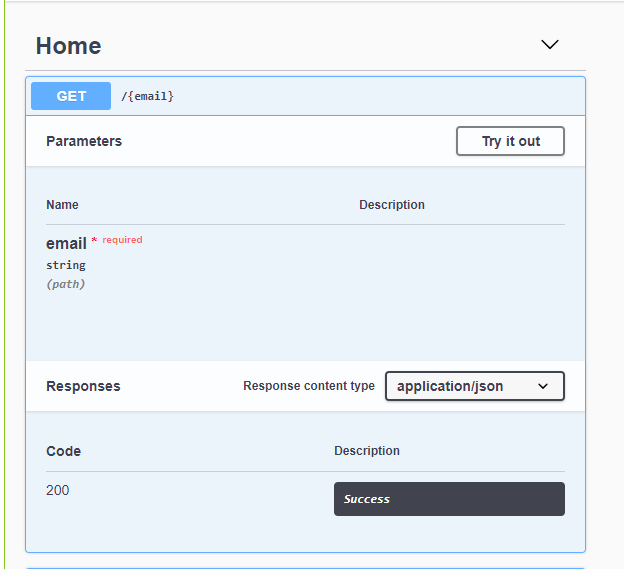 Home
GET /{email}
Parameters Try it out
Name Description
email * required
string
(path)
Responses Response content type application/json
Code Description
200 Success